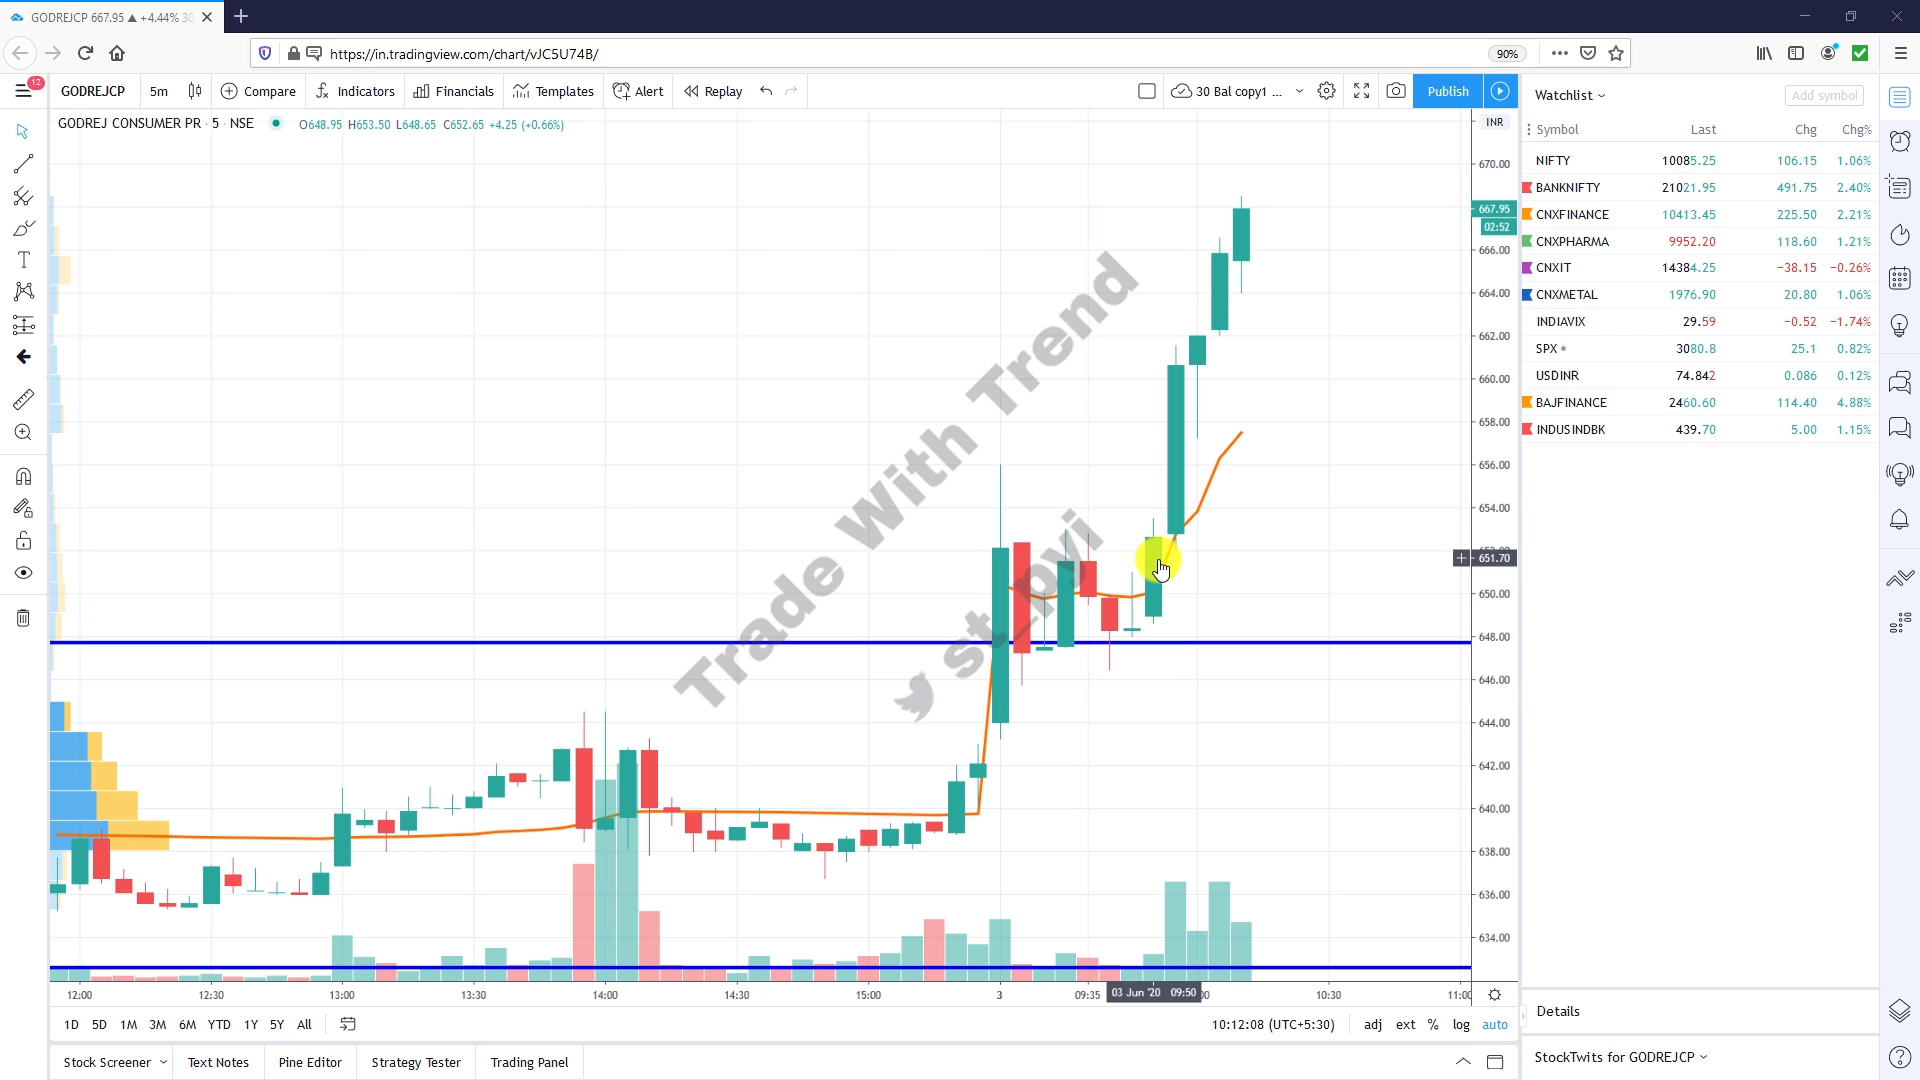 GODREJCP 667.95 ▲ +4.44% 30
https://in.tradingview.com/chart/vJC5U74B/
90%
12
GODREJCP
5m
Compare
Indicators
Financials
Templates
Alert
Replay
30 Bal copy1 ...
Publish
GODREJ CONSUMER PR · 5 · NSE
O648.95 H653.50 L648.65 C652.65 +4.25 (+0.66%)
INR
670.00
667.95
02:52
666.00
664.00
662.00
660.00
658.00
656.00
654.00
651.70
650.00
648.00
646.00
644.00
642.00
640.00
638.00
636.00
634.00
Trade With Trend
st_pyi
12:00 12:30 13:00 13:30 14:00 14:30 15:00 3 09:35 03 Jun '20 09:50 :00 10:30 11:00
1D 5D 1M 3M 6M YTD 1Y 5Y All
10:12:08 (UTC+5:30)
adj ext % log auto
Stock Screener
Text Notes
Pine Editor
Strategy Tester
Trading Panel
Watchlist
Add symbol
Symbol Last Chg Chg%
NIFTY 10085.25 106.15 1.06%
BANKNIFTY 21021.95 491.75 2.40%
CNXFINANCE 10413.45 225.50 2.21%
CNXPHARMA 9952.20 118.60 1.21%
CNXIT 14384.25 −38.15 −0.26%
CNXMETAL 1976.90 20.80 1.06%
INDIAVIX 29.59 −0.52 −1.74%
SPX 3080.8 25.1 0.82%
USDINR 74.842 0.086 0.12%
BAJFINANCE 2460.60 114.40 4.88%
INDUSINDBK 439.70 5.00 1.15%
Details
StockTwits for GODREJCP